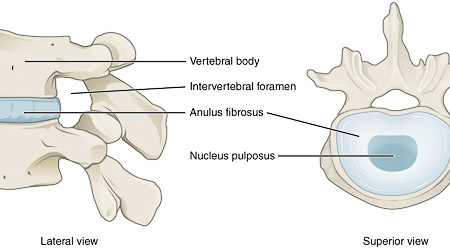 Vertebral body
Intervertebral foramen
Anulus fibrosus
Nucleus pulposus
Lateral view
Superior view